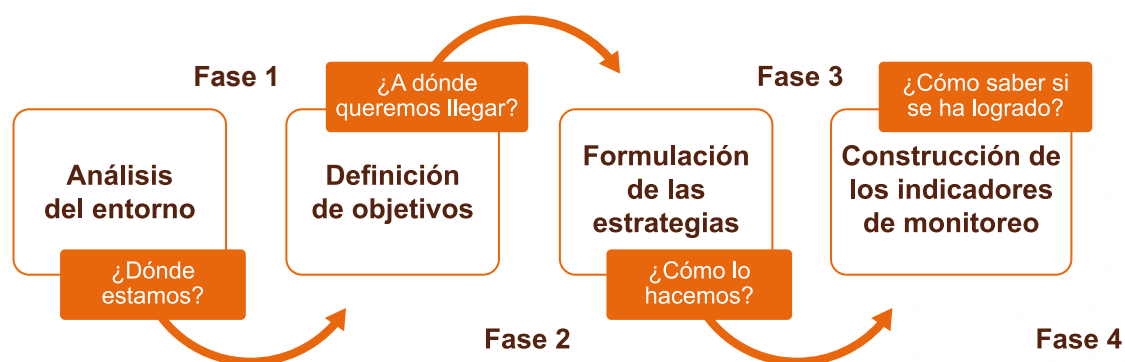 Fase 1
Análisis
del entorno
¿Dónde
estamos?
¿A dónde
queremos llegar?
Definición
de objetivos
Fase 2
Fase 3
Formulación
de las
estrategias
¿Cómo lo
hacemos?
¿Cómo saber si
se ha logrado?
Construcción de
los indicadores
de monitoreo
Fase 4